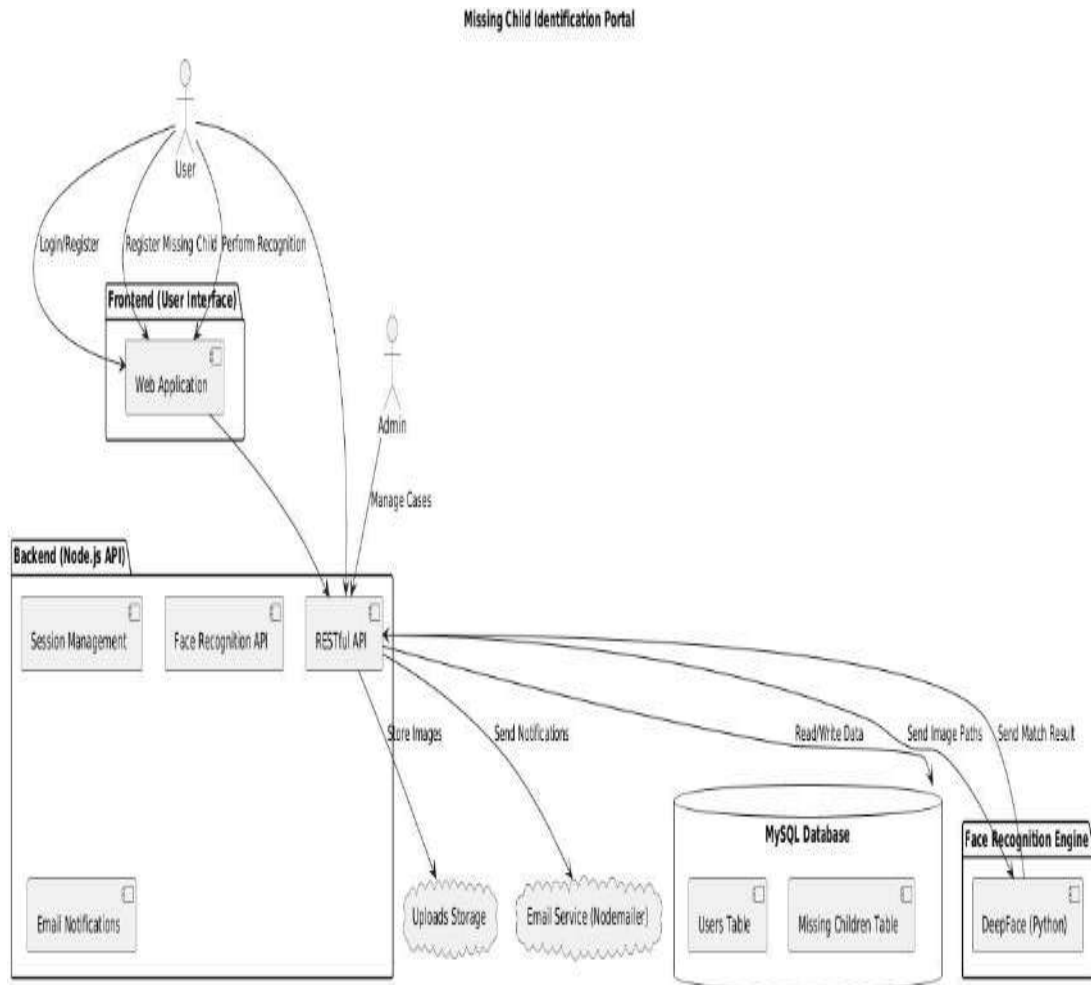 Missing Child Identification Portal
User
Login/Register
Register Missing Child
Perform Recognition
Frontend (User Interface)
Web Application
Admin
Manage Cases
Backend (Node.js API)
Session Management
Face Recognition API
RESTful API
Store Images
Send Notifications
Read/Write Data
Send Image Paths
Send Match Result
MySQL Database
Face Recognition Engine
Email Notifications
Uploads Storage
Email Service (Nodemailer)
Users Table
Missing Children Table
DeepFace (Python)